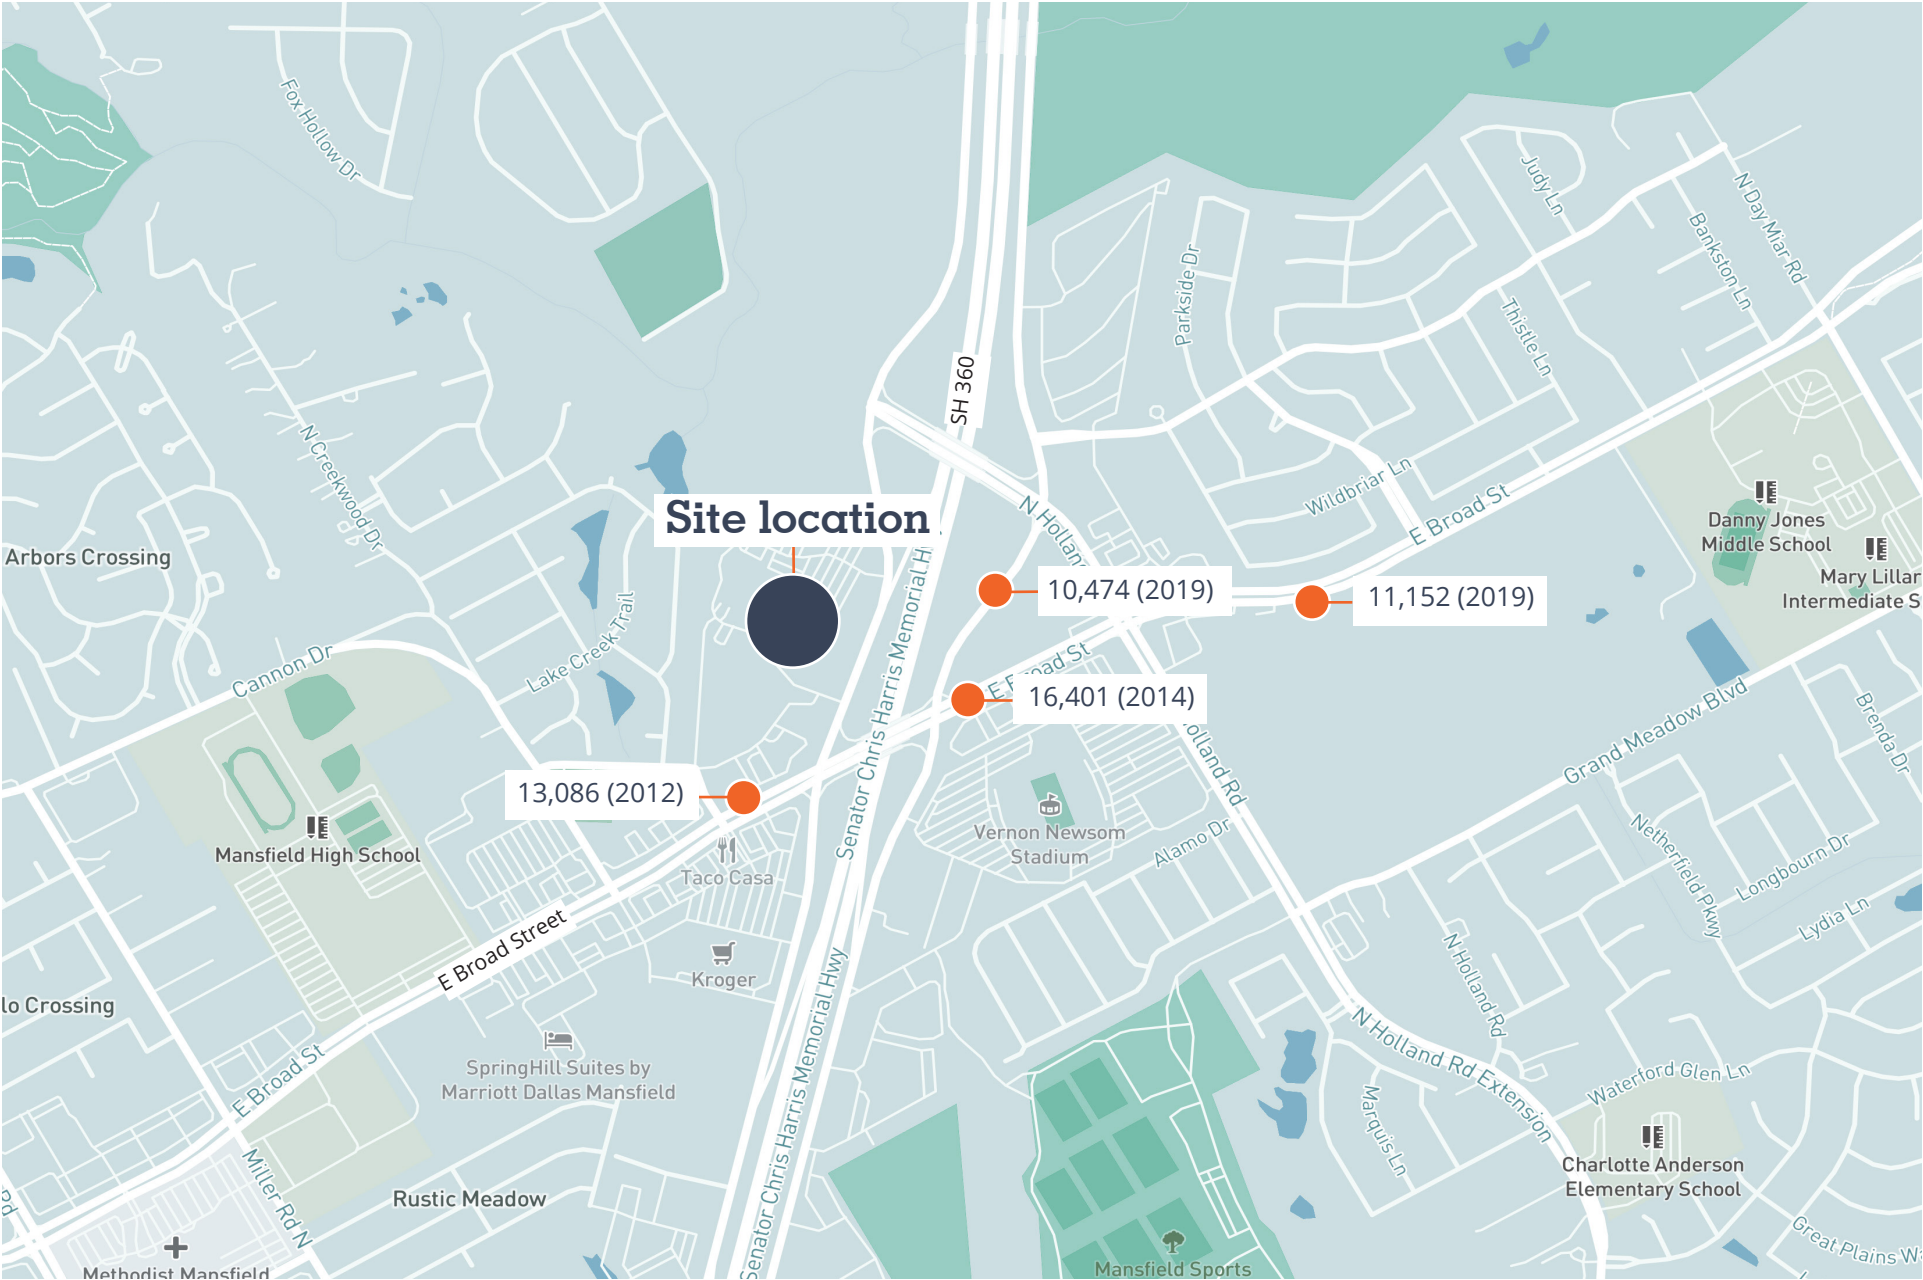 Fox Hollow Dr
Judy Ln
N Day Miar Rd
Bankston Ln
Parkside Dr
Thistle Ln
SH 360
N Creekwood Dr
Wildbriar Ln
E Broad St
Site location
N Hollan
Danny Jones
Middle School
Arbors Crossing
Mary Lillar
Intermediate S
10,474 (2019)
11,152 (2019)
Lake Creek Trail
Senator Chris Harris Memorial H
Cannon Dr
E Broad St
16,401 (2014)
Grand Meadow Blvd
Brenda Dr
olland Rd
13,086 (2012)
Vernon Newsom
Stadium
Alamo Dr
Mansfield High School
Taco Casa
Netherfield Pkwy
Longbourn Dr
Lydia Ln
E Broad Street
Kroger
N Holland Rd
lo Crossing
Senator Chris Harris Memorial Hwy
N Holland Rd Extension
SpringHill Suites by
Marriott Dallas Mansfield
E Broad St
Waterford Glen Ln
Marquis Ln
Miller Rd N
Rustic Meadow
Charlotte Anderson
Elementary School
Rd
Great Plains Wa
Methodist Mansfield
Mansfield Sports